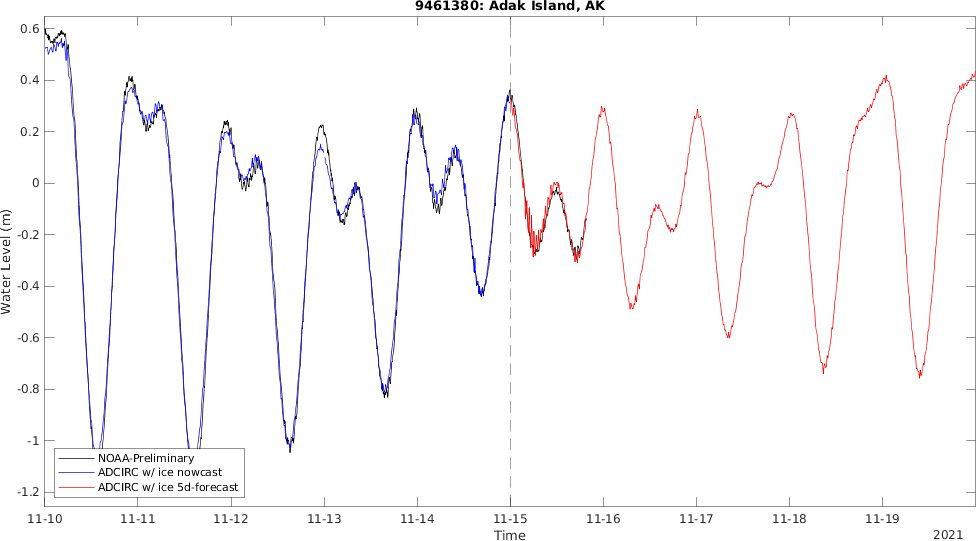 9461380: Adak Island, AK
0.6
0.4
0.2
0
-0.2
-0.4
-0.6
-0.8
-1
-1.2
Water Level (m)
NOAA-Preliminary
ADCIRC w/ ice nowcast
ADCIRC w/ ice 5d-forecast
11-10 11-11 11-12 11-13 11-14 11-15 11-16 11-17 11-18 11-19
Time
2021